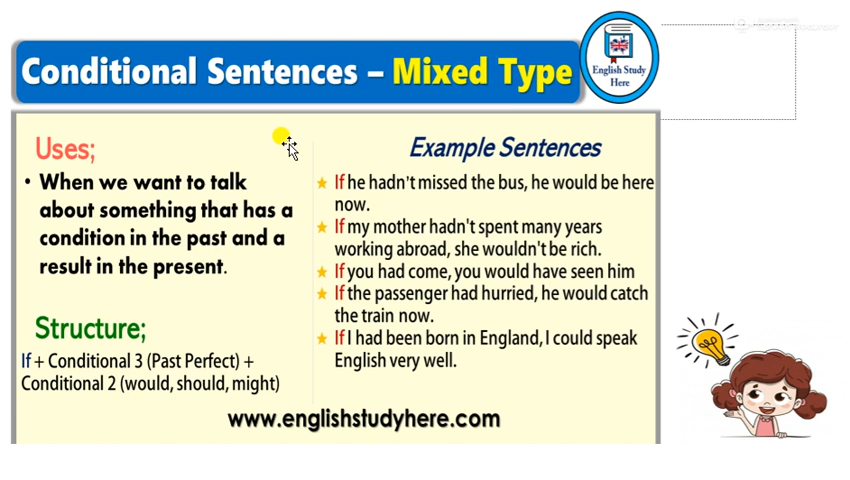 Conditional Sentences – Mixed Type
English Study
Here
Uses;
• When we want to talk
about something that has a
condition in the past and a
result in the present.
Structure;
If + Conditional 3 (Past Perfect) +
Conditional 2 (would, should, might)
Example Sentences
If he hadn't missed the bus, he would be here
now.
If my mother hadn't spent many years
working abroad, she wouldn't be rich.
If you had come, you would have seen him
If the passenger had hurried, he would catch
the train now.
If I had been born in England, I could speak
English very well.
www.englishstudyhere.com